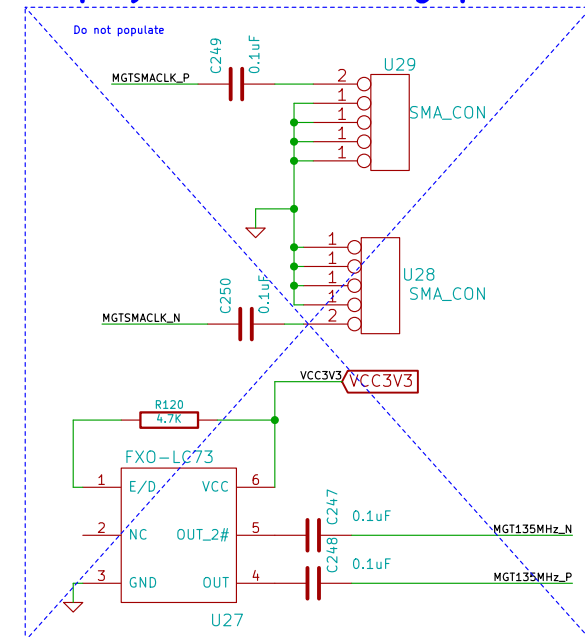 Do not populate
C249
0.1uF
U29
MGTSMACLK_P
2
1
1
1
1
SMA_CON
1
1
1
1
2
U28
SMA_CON
C250
0.1uF
MGTSMACLK_N
VCC3V3
VCC3V3
R120
4.7K
FXO-LC73
1
E/D
VCC
6
2
NC
OUT_2#
5
C247
0.1uF
MGT135MHz_N
3
GND
OUT
4
C248
0.1uF
MGT135MHz_P
U27